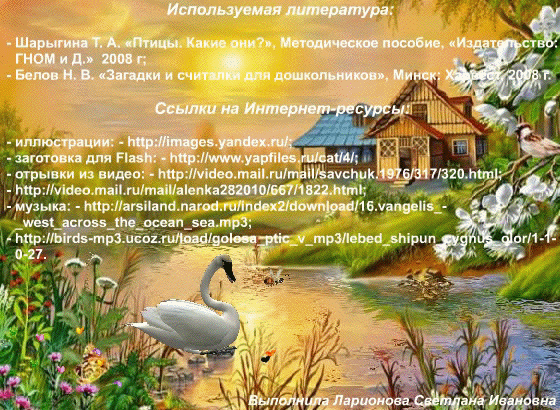 Используемая литература:
- Шарыгина Т. А. «Птицы. Какие они?», Методическое пособие, «Издательство:
ГНОМ и Д.» 2008 г;
- Белов Н. В. «Загадки и считалки для дошкольников», Минск: Харвест, 2008 г.
Ссылки на Интернет-ресурсы:
- иллюстрации: - http://images.yandex.ru/;
- заготовка для Flash: - http://www.yapfiles.ru/cat/4/;
- отрывки из видео: - http://video.mail.ru/mail/savchuk.1976/317/320.html;
- http://video.mail.ru/mail/alenka282010/667/1822.html;
- музыка: - http://arsiland.narod.ru/index2/download/16.vangelis_-
_west_across_the_ocean_sea.mp3;
- http://birds-mp3.ucoz.ru/load/golosa_ptic_v_mp3/lebed_shipun_cygnus_olor/1-1-
0-27.
Выполнила Ларионова Светлана Ивановна